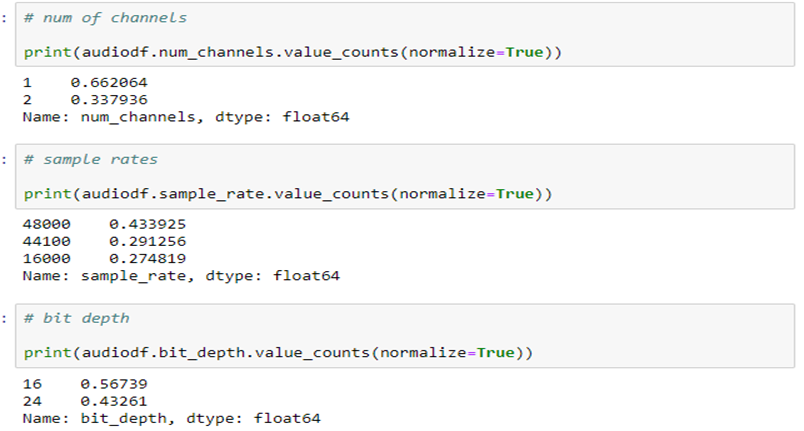 : # num of channels
print(audiodf.num_channels.value_counts(normalize=True))
1    0.662064
2    0.337936
Name: num_channels, dtype: float64
: # sample rates
print(audiodf.sample_rate.value_counts(normalize=True))
48000    0.433925
44100    0.291256
16000    0.274819
Name: sample_rate, dtype: float64
: # bit depth
print(audiodf.bit_depth.value_counts(normalize=True))
16    0.56739
24    0.43261
Name: bit_depth, dtype: float64